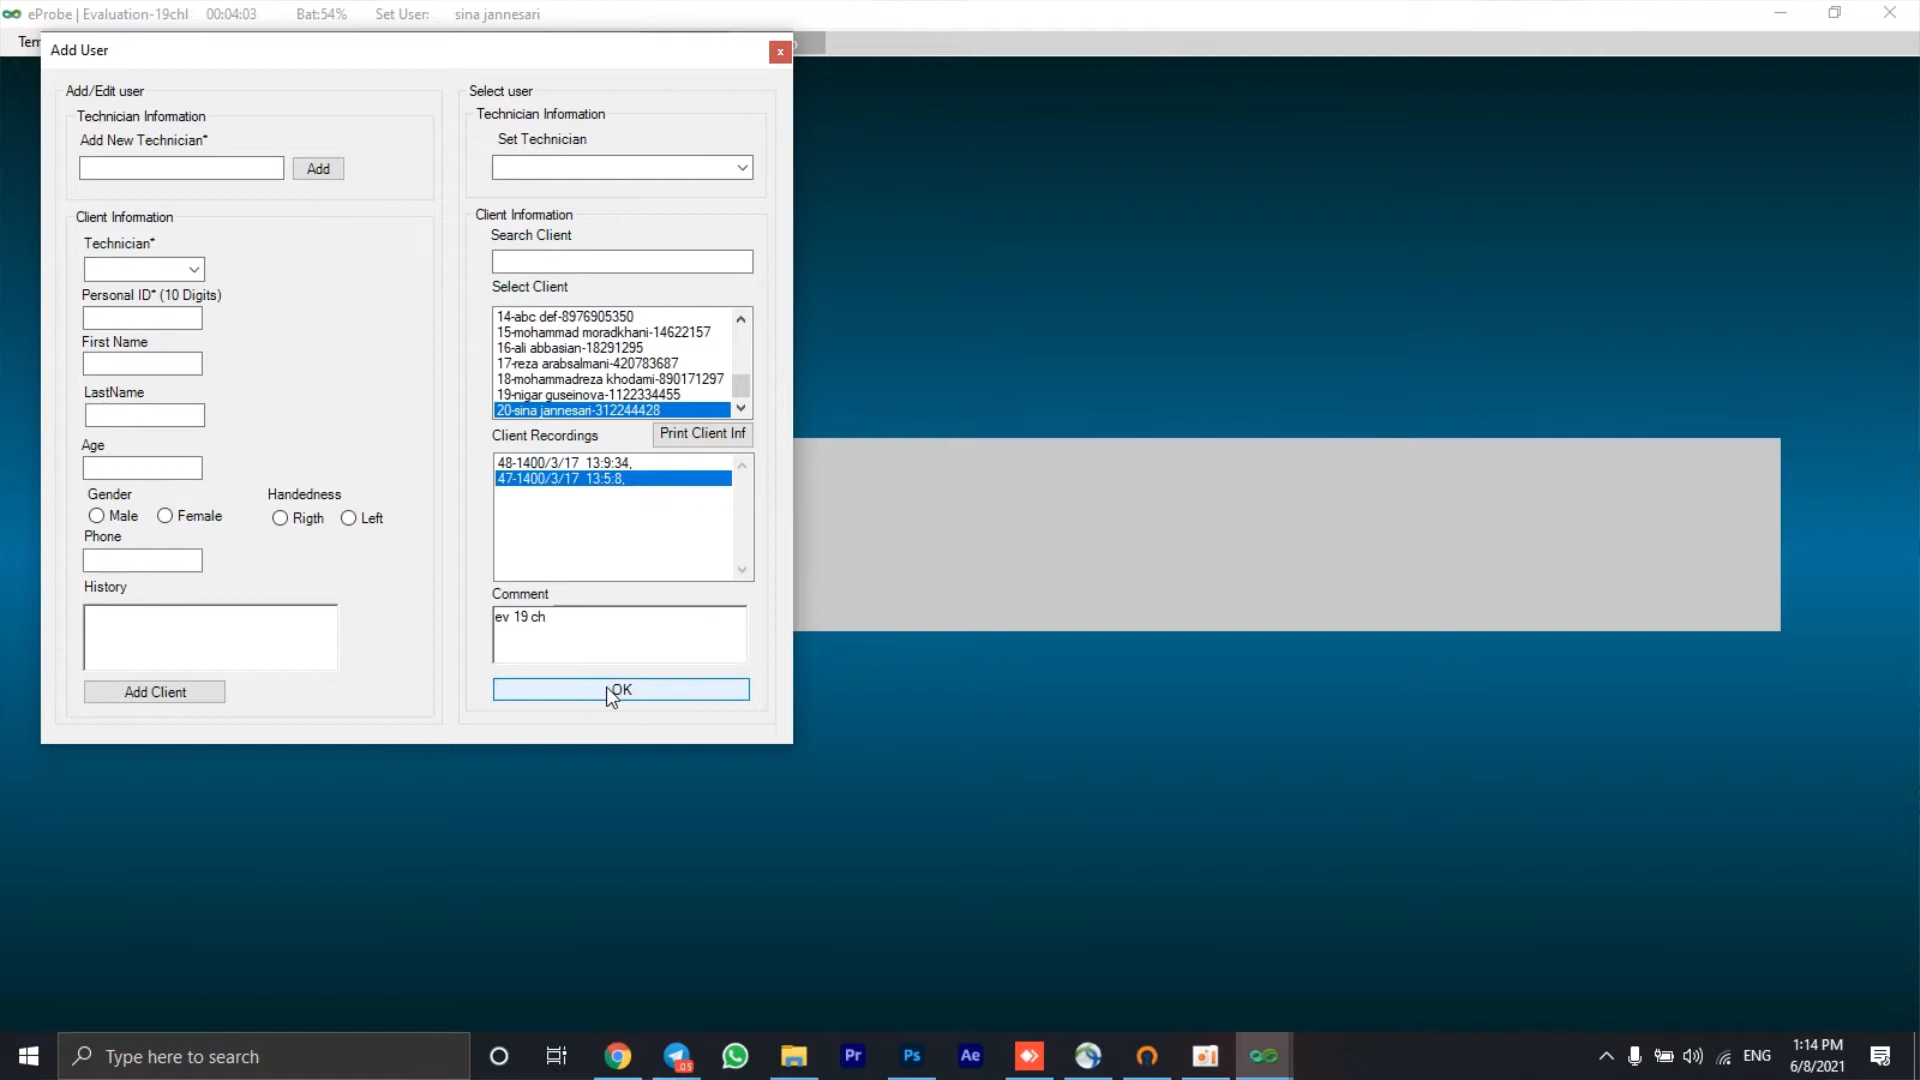 eProbe | Evaluation-19chl 00:04:03 Bat:54% Set User: sina jannesari
Add User
x
Add/Edit user
Technician Information
Add New Technician*
Add
Client Information
Technician*
Personal ID* (10 Digits)
First Name
LastName
Age
Gender
Male Female
Handedness
Rigth Left
Phone
History
Add Client
Select user
Technician Information
Set Technician
Client Information
Search Client
Select Client
14-abc def-8976905350
15-mohammad moradkhani-14622157
16-ali abbasian-18291295
17-reza arabsalmani-420783687
18-mohammadreza khodami-890171297
19-nigar guseinova-1122334455
20-sina jannesari-312244428
Client Recordings
Print Client Inf
48-1400/3/17 13:9:34,
47-1400/3/17 13:5:8,
Comment
ev 19 ch
OK
Type here to search
05
Pr
Ps
Ae
ENG
1:14 PM
6/8/2021